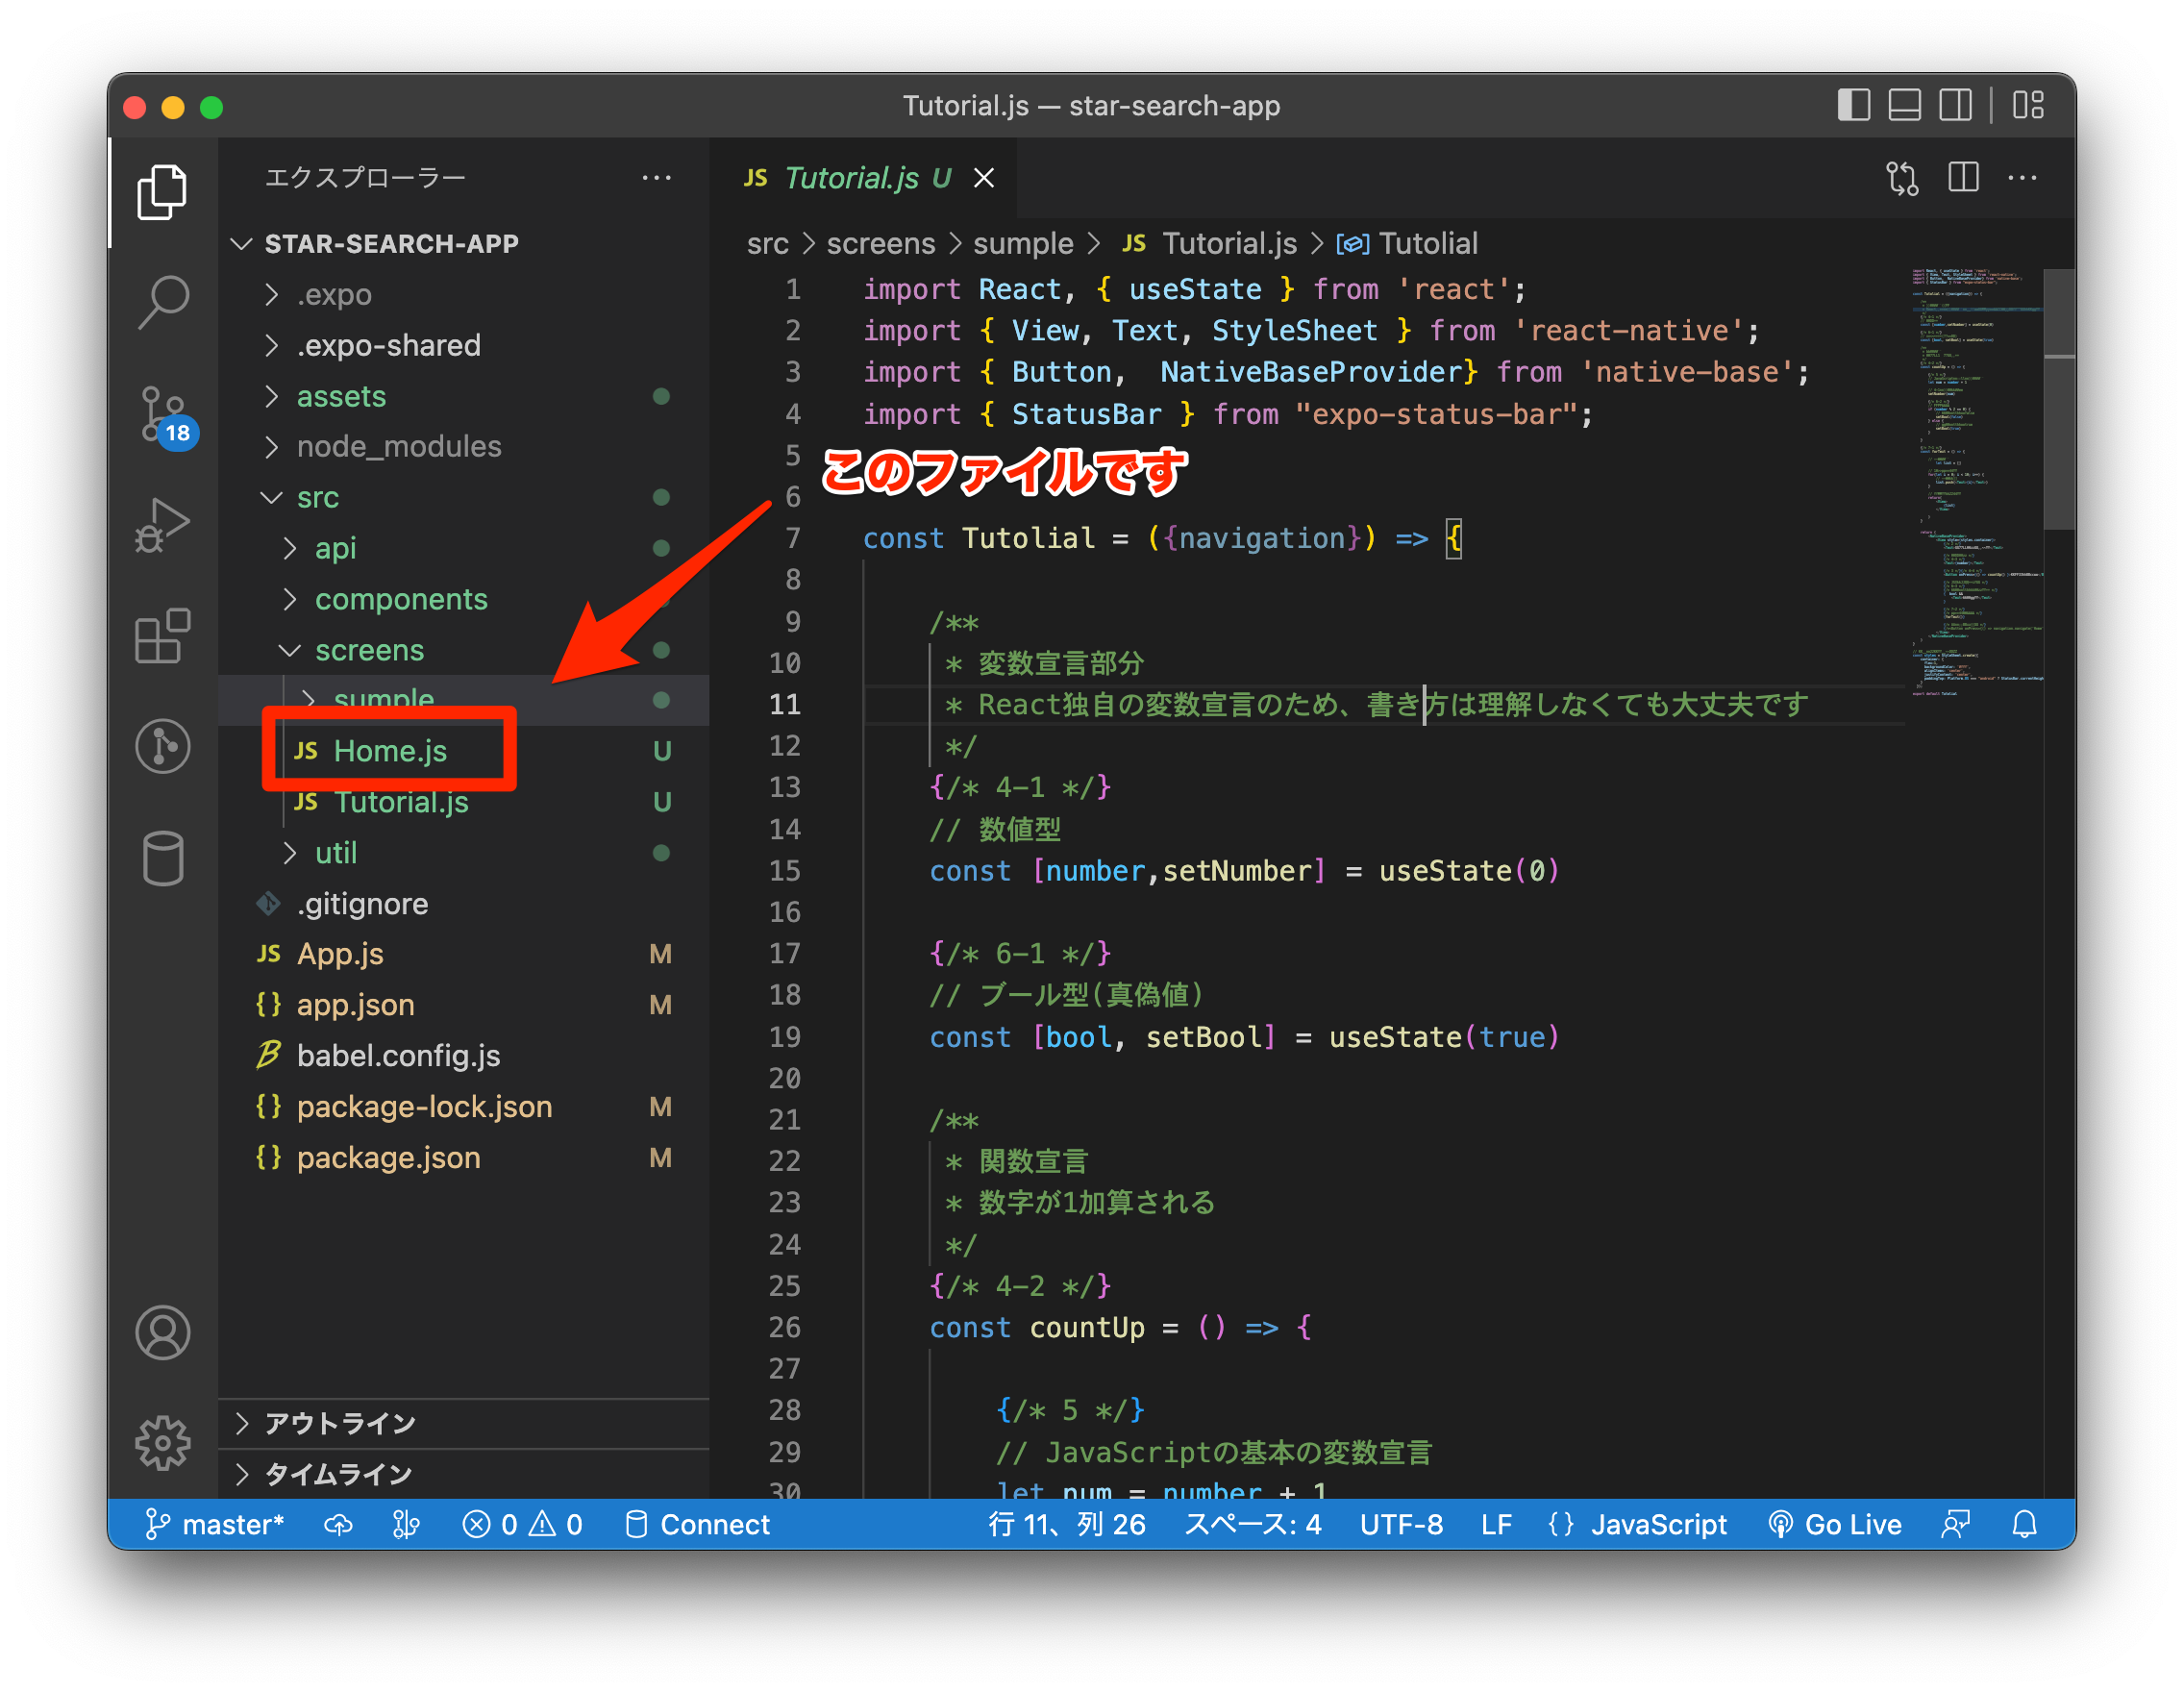 Tutorial.js — star-search-app
エクスプローラー
STAR-SEARCH-APP
.expo
.expo-shared
assets
node_modules
src
api
components
screens
sumple
JS Home.js U
JS Tutorial.js U
util
.gitignore
JS App.js M
{} app.json M
babel.config.js
{} package-lock.json M
{} package.json M
アウトライン
タイムライン
18
JS Tutorial.js U
src > screens > sumple > JS Tutorial.js > Tutolial
1 import React, { useState } from 'react';
2 import { View, Text, StyleSheet } from 'react-native';
3 import { Button,  NativeBaseProvider} from 'native-base';
4 import { StatusBar } from "expo-status-bar";
5
このファイルです
6
7 const Tutolial = ({navigation}) => {
8
9 /**
10 * 変数宣言部分
11 * React独自の変数宣言のため、書き方は理解しなくても大丈夫です
12 */
13 {/* 4-1 */}
14 // 数値型
15 const [number,setNumber] = useState(0)
16
17 {/* 6-1 */}
18 // ブール型(真偽値)
19 const [bool, setBool] = useState(true)
20
21 /**
22 * 関数宣言
23 * 数字が1加算される
24 */
25 {/* 4-2 */}
26 const countUp = () => {
27
28 {/* 5 */}
29 // JavaScriptの基本の変数宣言
30 let num = number + 1
master* 0 0 Connect 行 11、列 26 スペース: 4 UTF-8 LF {} JavaScript Go Live